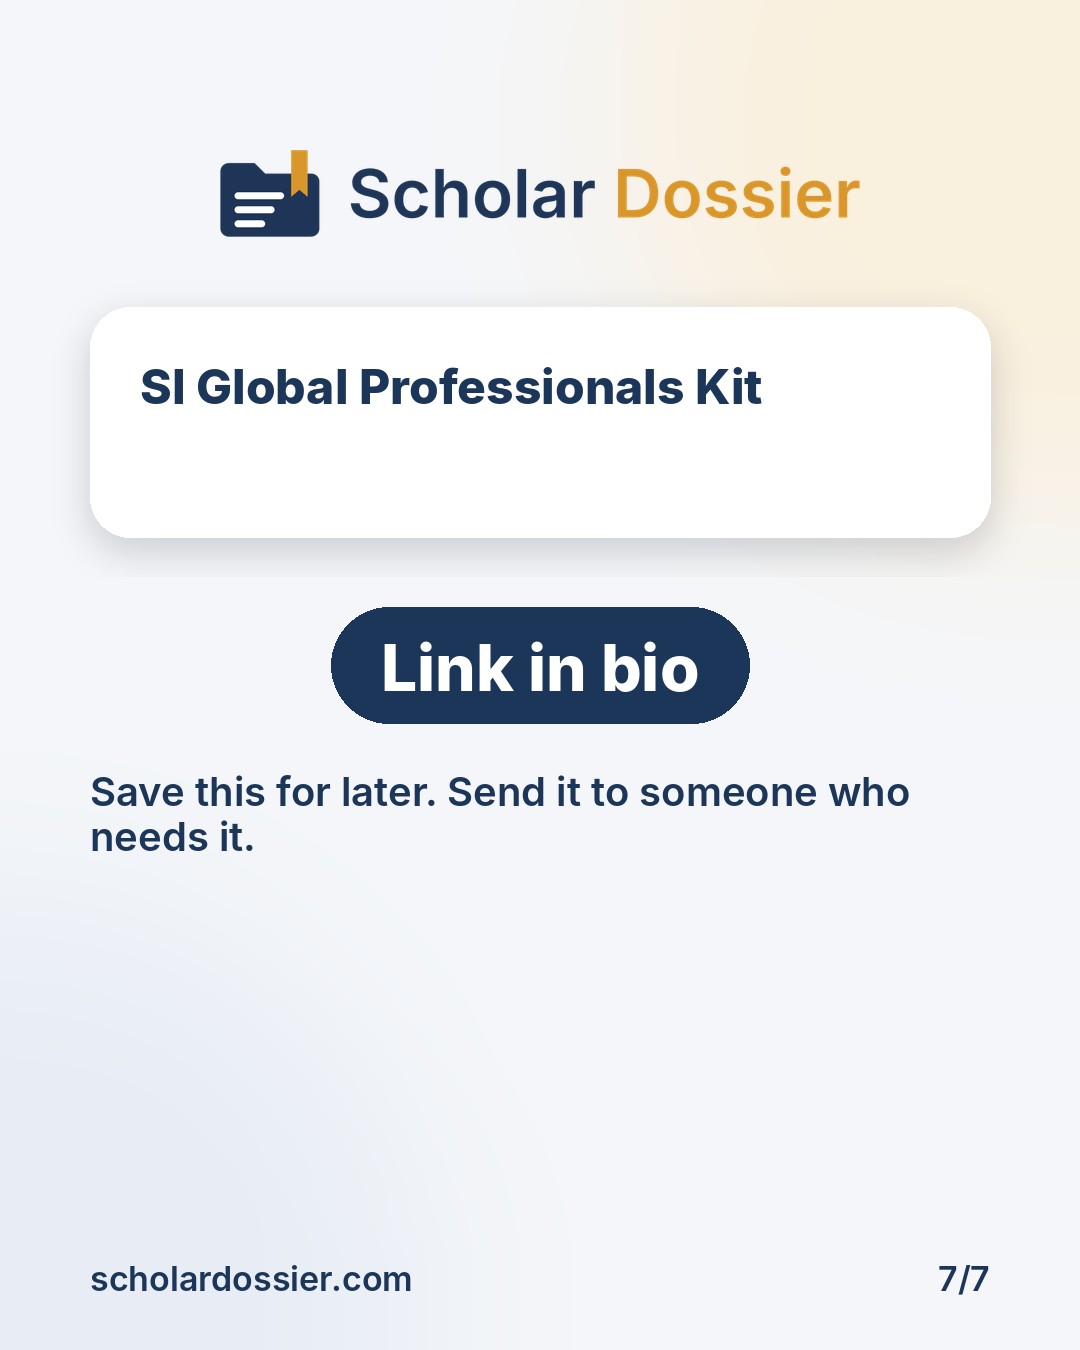 Scholar Dossier
SI Global Professionals Kit
Link in bio
Save this for later. Send it to someone who
needs it.
scholardossier.com
7/7